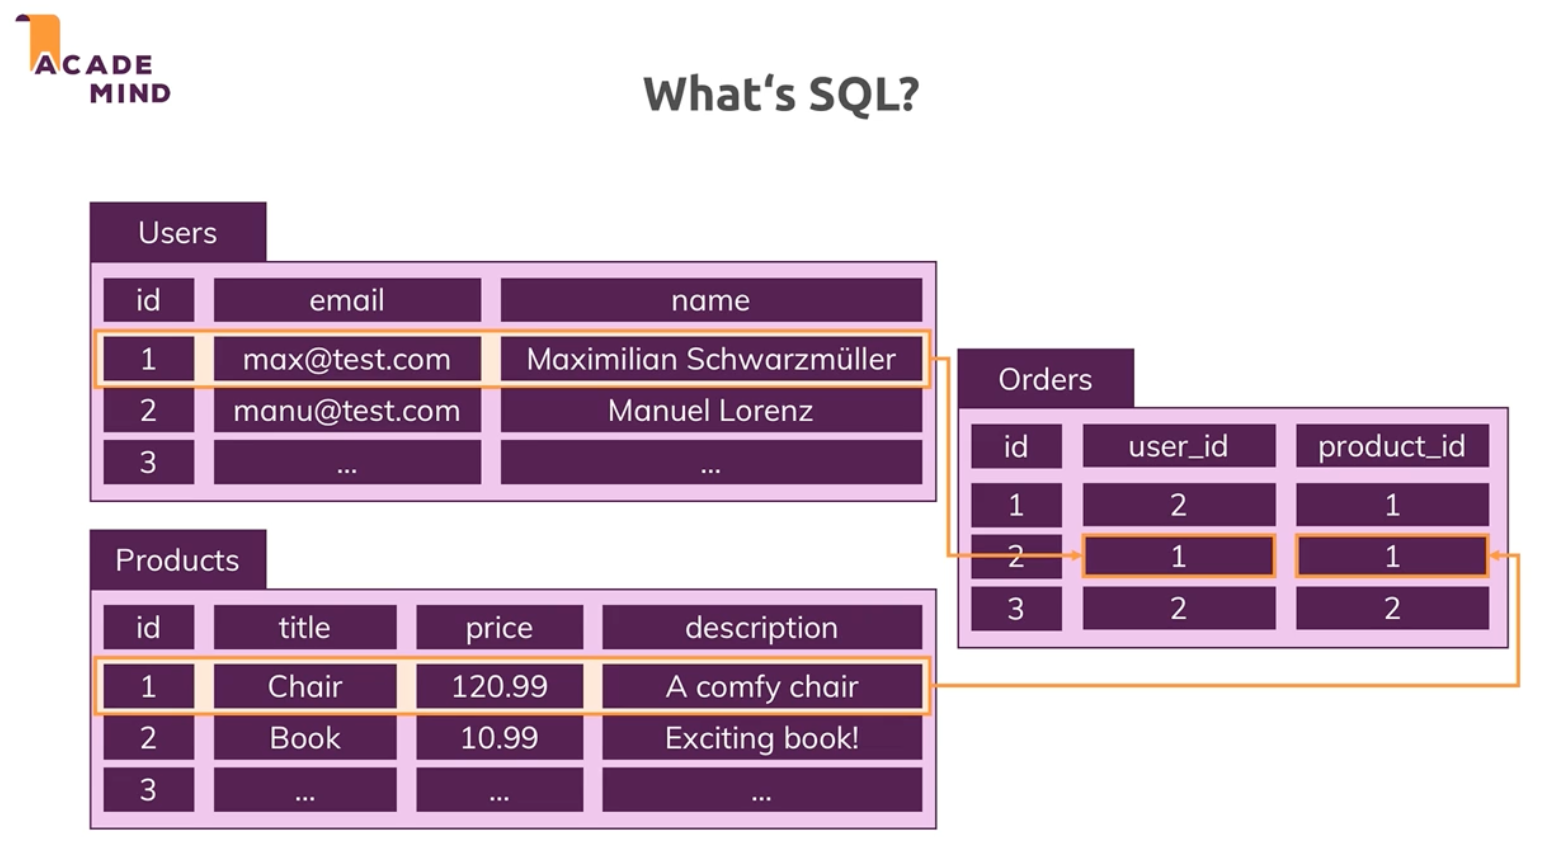 ACADE
MIND
What‘s SQL?
Users
id email name
1 max@test.com Maximilian Schwarzmüller
2 manu@test.com Manuel Lorenz
3 ... ...
Orders
id user_id product_id
1 2 1
2 1 1
3 2 2
Products
id title price description
1 Chair 120.99 A comfy chair
2 Book 10.99 Exciting book!
3 ... ... ...